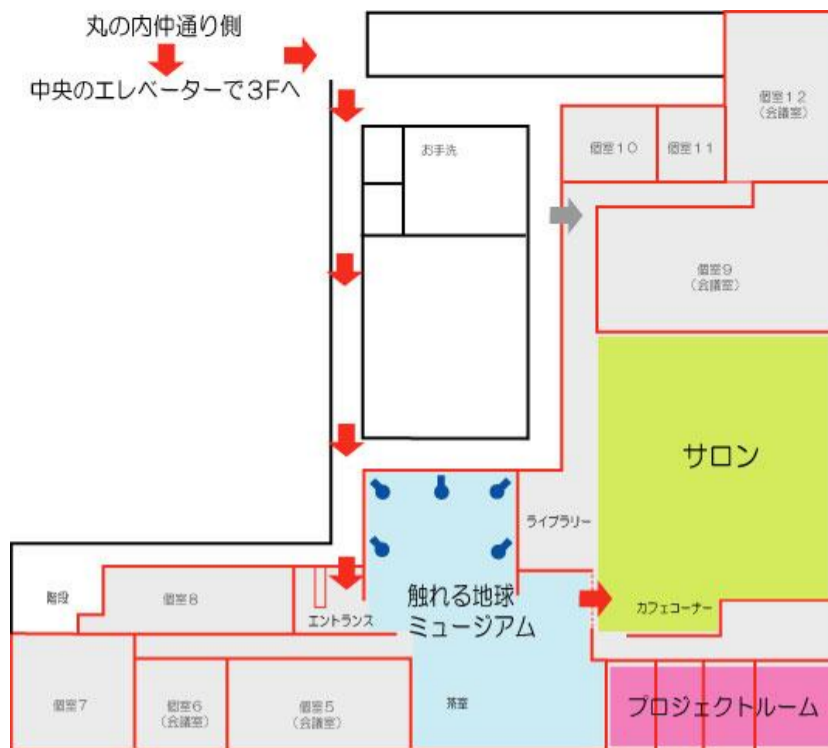 丸の内仲通り側
中央のエレベーターで3Fへ
お手洗
個室10
個室11
個室12
(会議室)
個室9
(会議室)
サロン
ライブラリー
カフェコーナー
触れる地球
ミュージアム
階段
個室8
エントランス
個室7
個室6
(会議室)
個室5
(会議室)
茶室
プロジェクトルーム